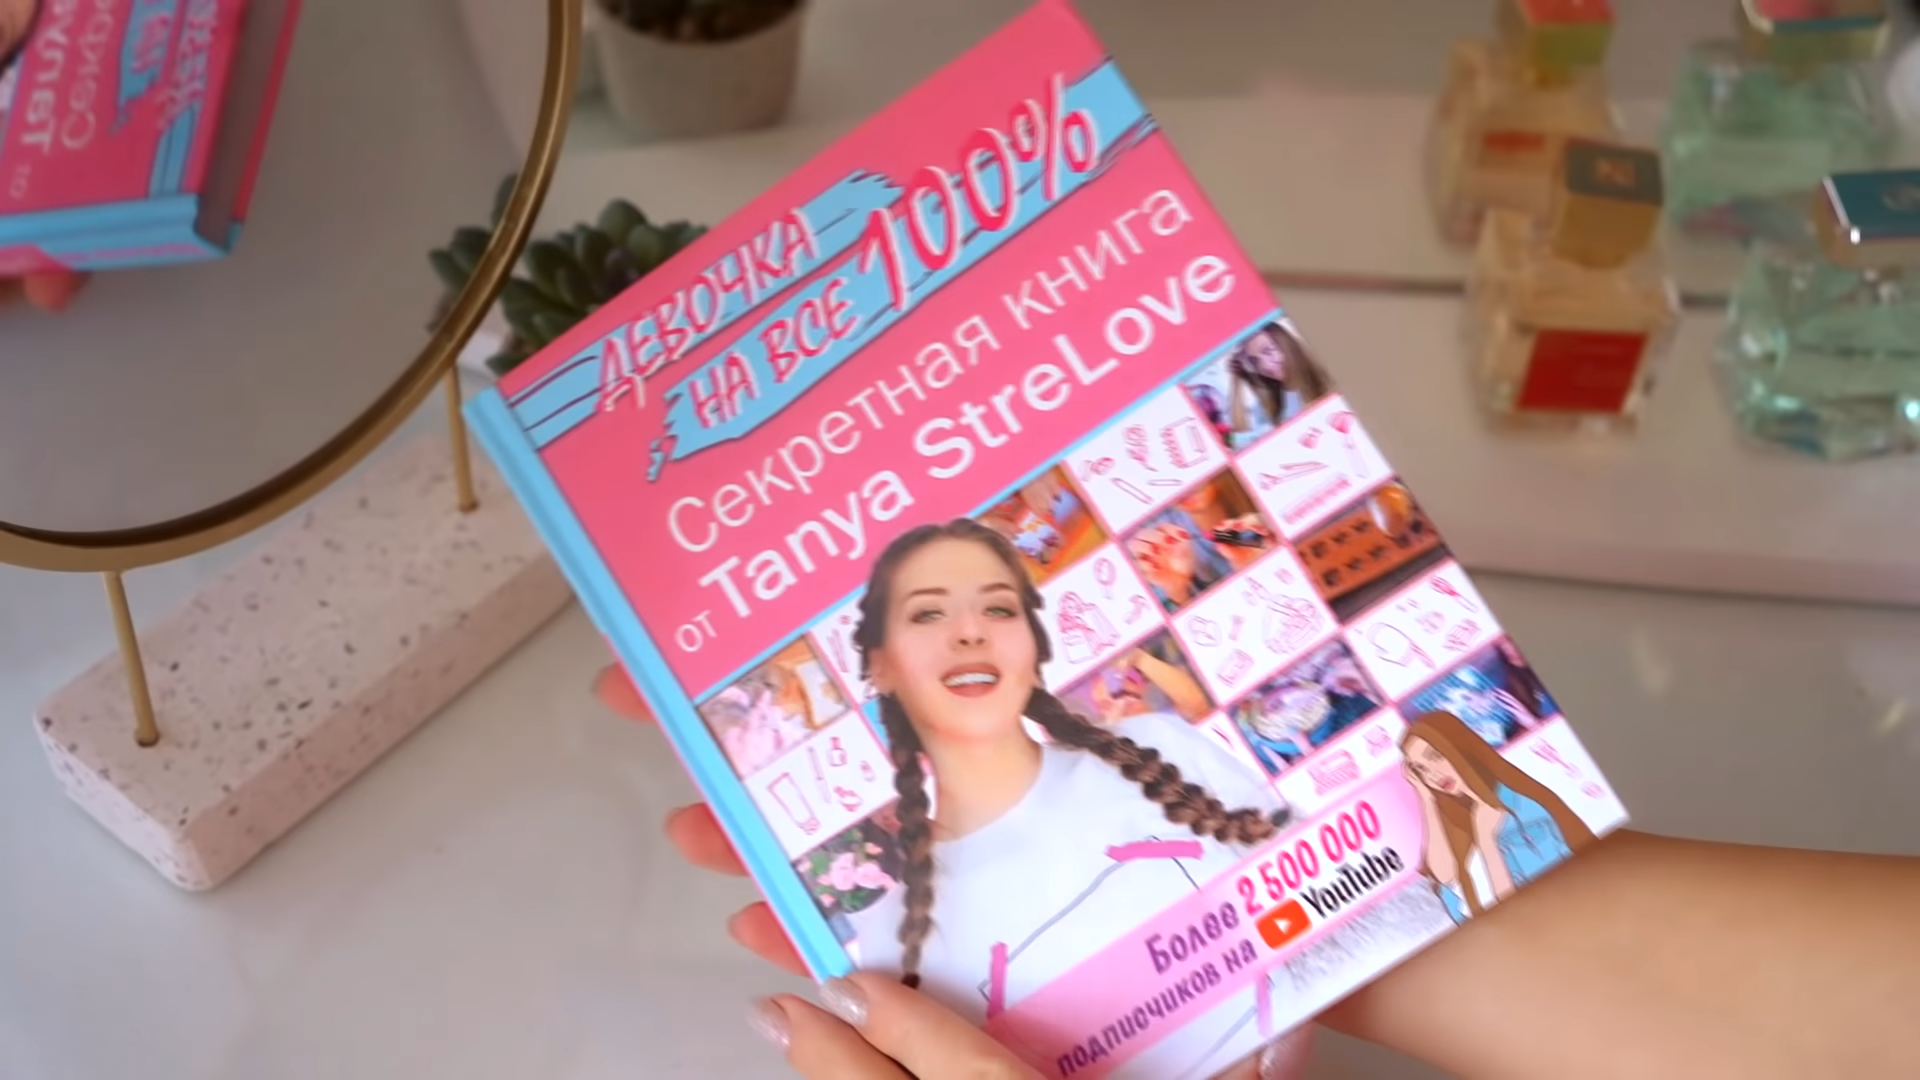 ДЕВОЧКА
НА ВСЕ 100%
Секретная книга
от Tanya StreLove
Более 2 500 000
подписчиков на YouTube